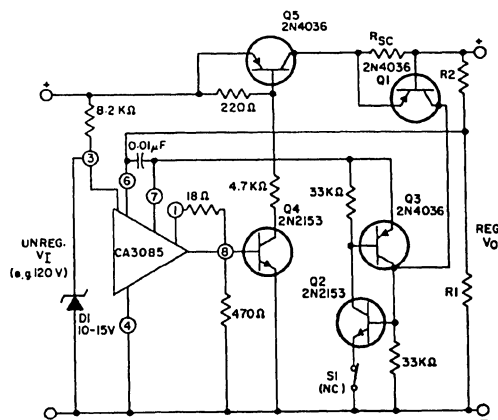 Q5
2N4036
RSC
2N4036
Q1
R2
+
+
8.2 KΩ
220Ω
0.01µF
3
6
7
1
18Ω
4.7KΩ
Q4
2N2153
33KΩ
Q3
2N4036
UNREG.
VI
(e,g 120 V)
CA3085
8
REG
VO
Q2
2N2153
D1
10-15V
4
470Ω
S1
(NC)
33KΩ
R1